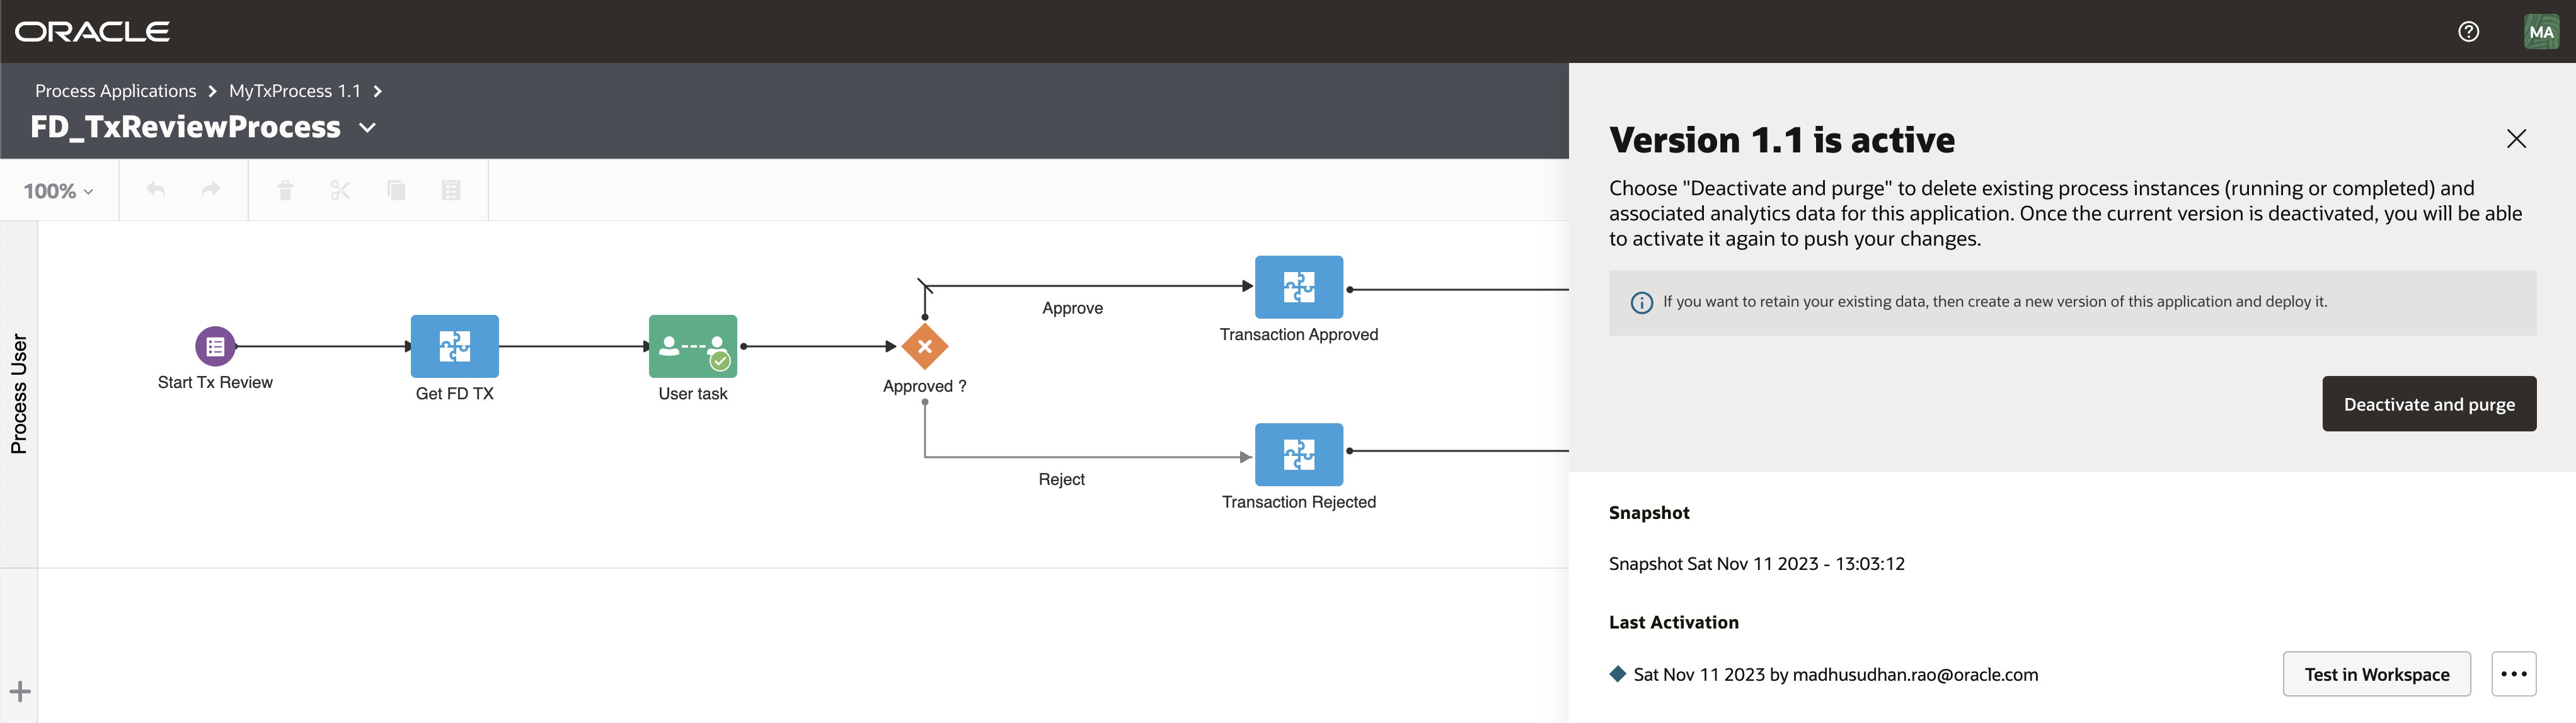 ORACLE
MA
Process Applications > MyTxProcess 1.1 >
FD_TxReviewProcess
100%
Process User
Start Tx Review
Get FD TX
User task
Approved ?
Approve
Transaction Approved
Reject
Transaction Rejected
Version 1.1 is active
Choose "Deactivate and purge" to delete existing process instances (running or completed) and
associated analytics data for this application. Once the current version is deactivated, you will be able
to activate it again to push your changes.
If you want to retain your existing data, then create a new version of this application and deploy it.
Deactivate and purge
Snapshot
Snapshot Sat Nov 11 2023 - 13:03:12
Last Activation
Sat Nov 11 2023 by madhusudhan.rao@oracle.com
Test in Workspace